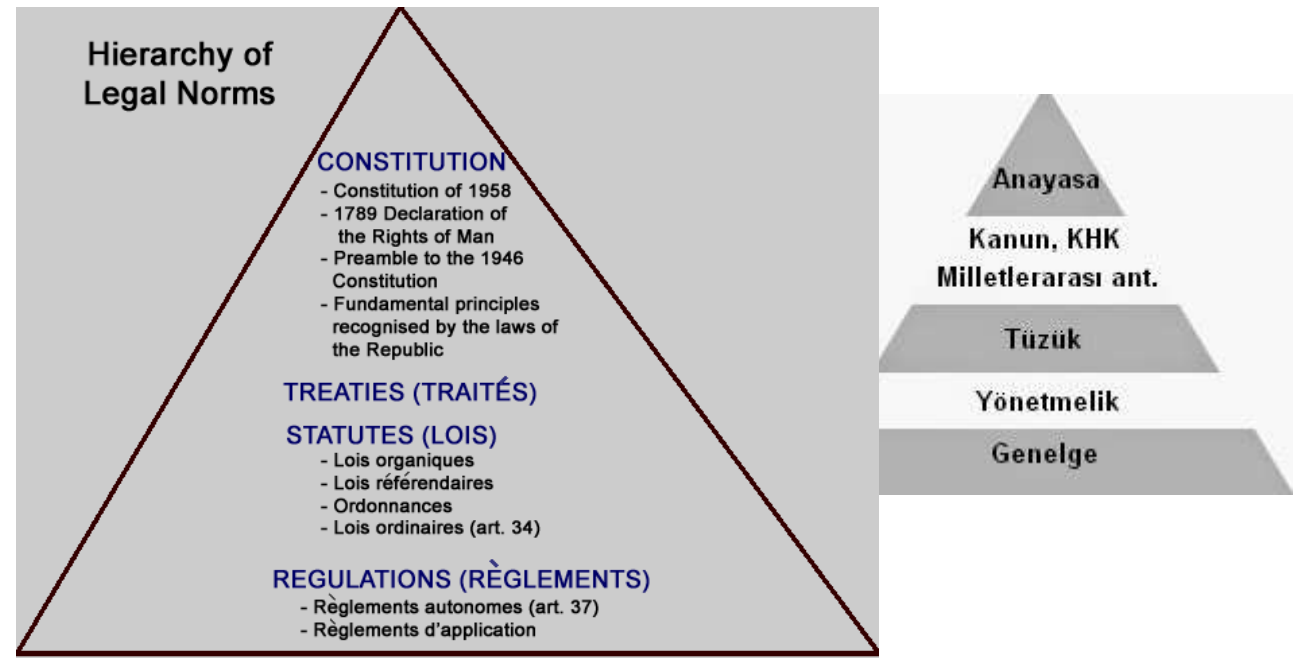 Hierarchy of
Legal Norms
CONSTITUTION
- Constitution of 1958
- 1789 Declaration of
the Rights of Man
- Preamble to the 1946
Constitution
- Fundamental principles
recognised by the laws of
the Republic
TREATIES (TRAITÉS)
STATUTES (LOIS)
- Lois organiques
- Lois référendaires
- Ordonnances
- Lois ordinaires (art. 34)
REGULATIONS (RÈGLEMENTS)
- Règlements autonomes (art. 37)
- Règlements d'application
Anayasa
Kanun, KHK
Milletlerarası ant.
Tüzük
Yönetmelik
Genelge